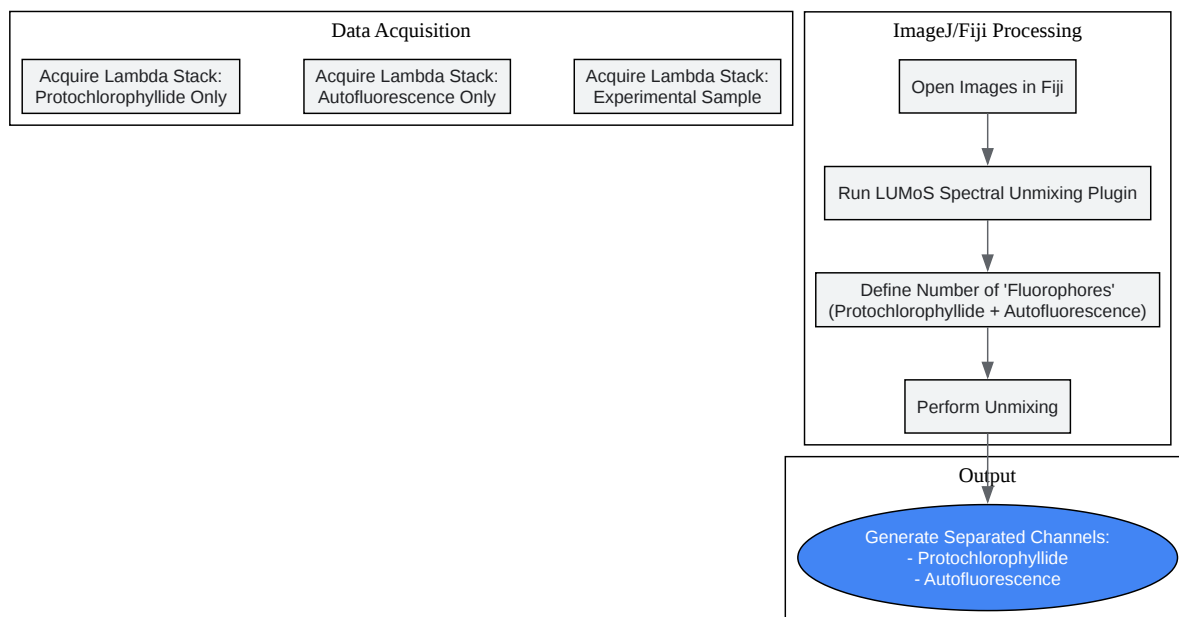 Data Acquisition
Acquire Lambda Stack:
Protochlorophyllide Only
Acquire Lambda Stack:
Autofluorescence Only
Acquire Lambda Stack:
Experimental Sample
ImageJ/Fiji Processing
Open Images in Fiji
Run LUMoS Spectral Unmixing Plugin
Define Number of 'Fluorophores'
(Protochlorophyllide + Autofluorescence)
Perform Unmixing
Output
Generate Separated Channels:
- Protochlorophyllide
- Autofluorescence